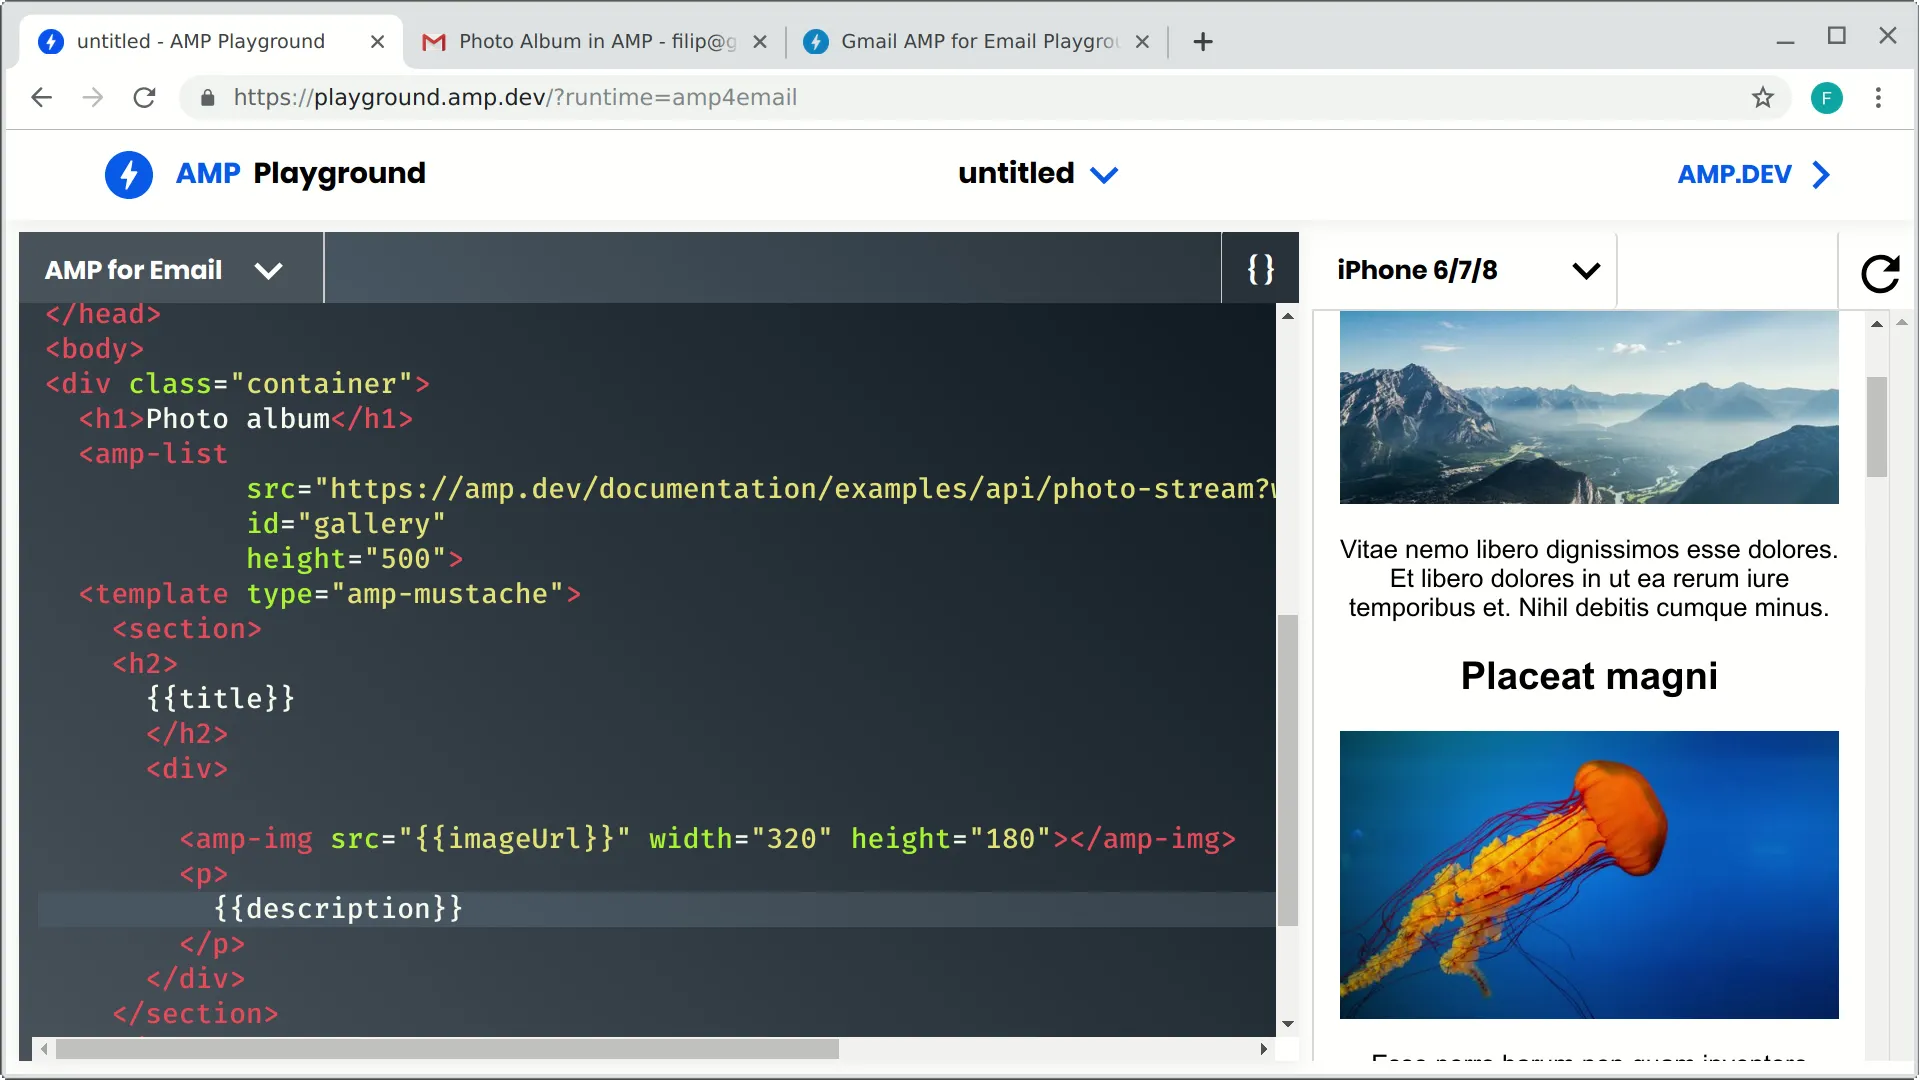 untitled - AMP Playground
Photo Album in AMP - filip@g
Gmail AMP for Email Playgrou
https://playground.amp.dev/?runtime=amp4email
F
AMP Playground
untitled
AMP.DEV
AMP for Email
{}
iPhone 6/7/8
</head>
<body>
<div class="container">
<h1>Photo album</h1>
<amp-list
src="https://amp.dev/documentation/examples/api/photo-stream?
id="gallery"
height="500">
<template type="amp-mustache">
<section>
<h2>
{{title}}
</h2>
<div>
<amp-img src="{{imageUrl}}" width="320" height="180"></amp-img>
<p>
{{description}}
</p>
</div>
</section>
Vitae nemo libero dignissimos esse dolores.
Et libero dolores in ut ea rerum iure
temporibus et. Nihil debitis cumque minus.
Placeat magni